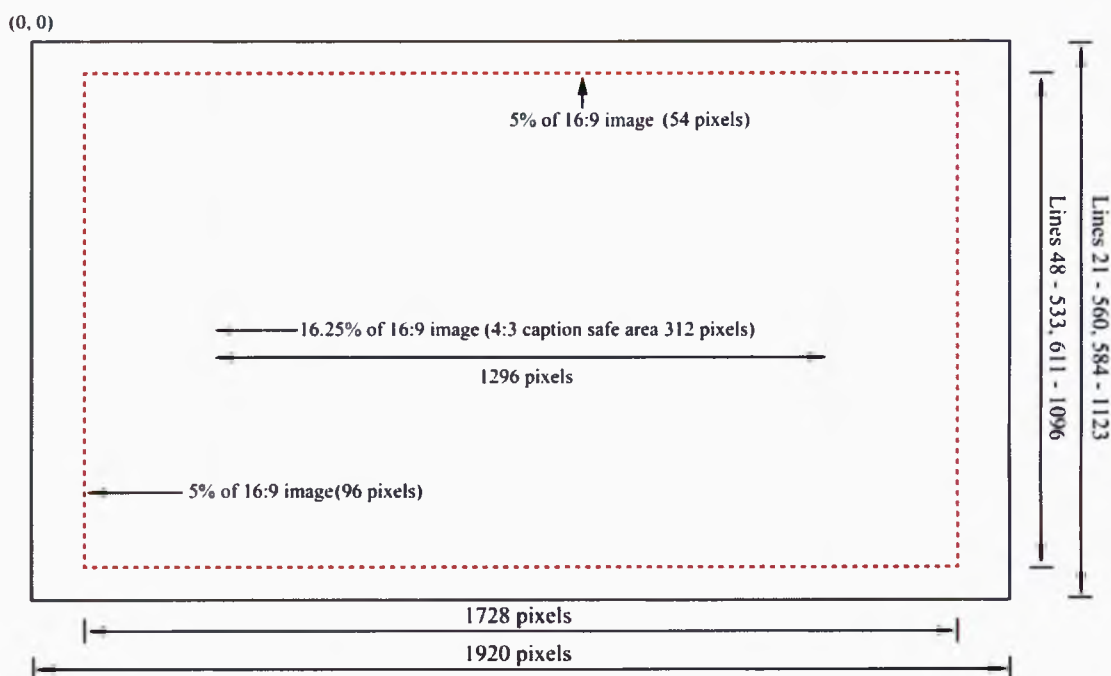 (0, 0)
5% of 16:9 image (54 pixels)
16.25% of 16:9 image (4:3 caption safe area 312 pixels)
1296 pixels
5% of 16:9 image(96 pixels)
Lines 48 - 533, 611 - 1096
Lines 21 - 560, 584 - 1123
1728 pixels
1920 pixels